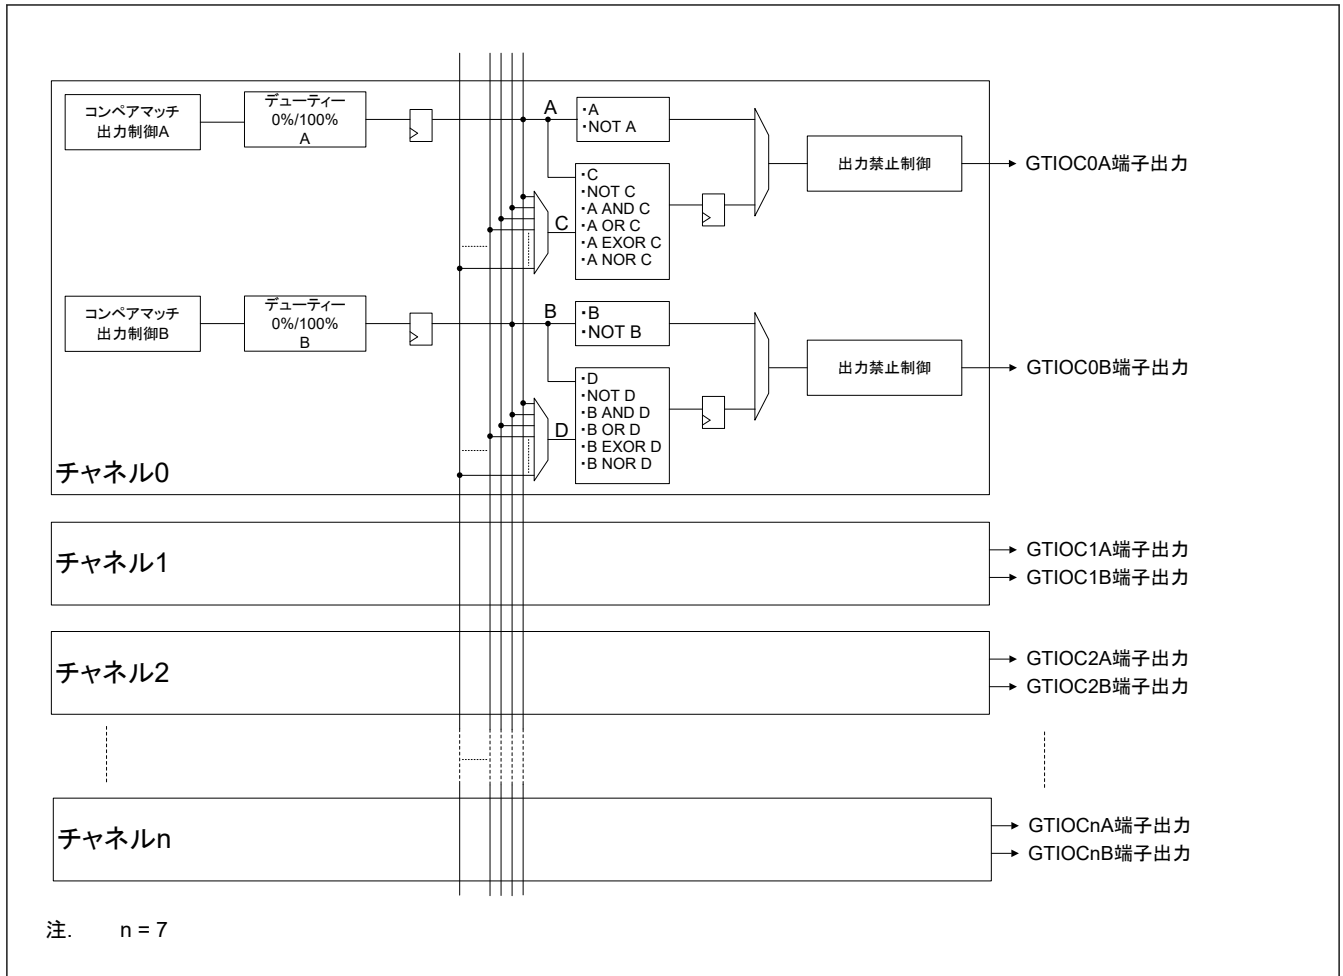 コンペアマッチ
出力制御A
デューティー
0%/100%
A
A
・A
・NOT A
出力禁止制御
GTIOC0A端子出力
C
・C
・NOT C
・A AND C
・A OR C
・A EXOR C
・A NOR C
コンペアマッチ
出力制御B
デューティー
0%/100%
B
B
・B
・NOT B
出力禁止制御
GTIOC0B端子出力
D
・D
・NOT D
・B AND D
・B OR D
・B EXOR D
・B NOR D
チャネル0
チャネル1
GTIOC1A端子出力
GTIOC1B端子出力
チャネル2
GTIOC2A端子出力
GTIOC2B端子出力
チャネルn
GTIOCnA端子出力
GTIOCnB端子出力
注. n = 7